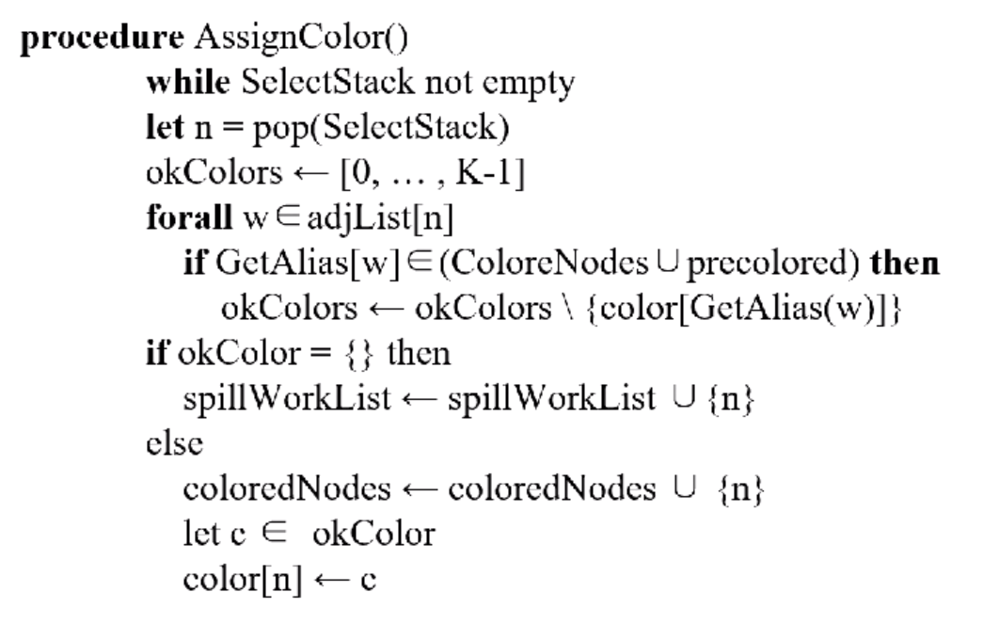 procedure AssignColor()
while SelectStack not empty
let n = pop(SelectStack)
okColors ← [0, … , K-1]
forall w ∈ adjList[n]
if GetAlias[w] ∈ (ColoreNodes ∪ precolored) then
okColors ← okColors \ {color[GetAlias(w)]}
if okColor = {} then
spillWorkList ← spillWorkList ∪ {n}
else
coloredNodes ← coloredNodes ∪ {n}
let c ∈ okColor
color[n] ← c